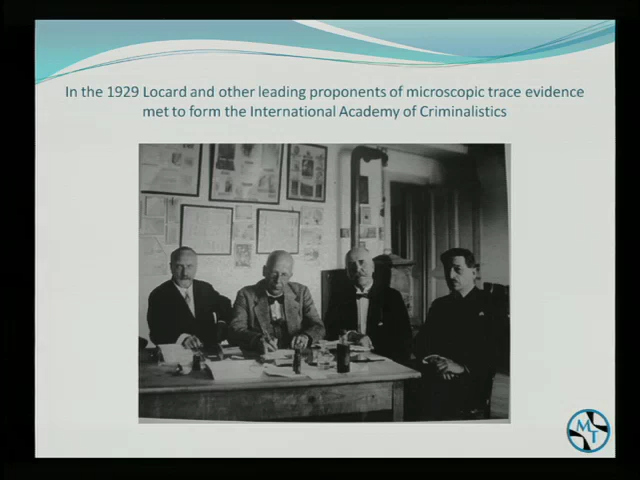 In the 1929 Locard and other leading proponents of microscopic trace evidence
met to form the International Academy of Criminalistics
MT